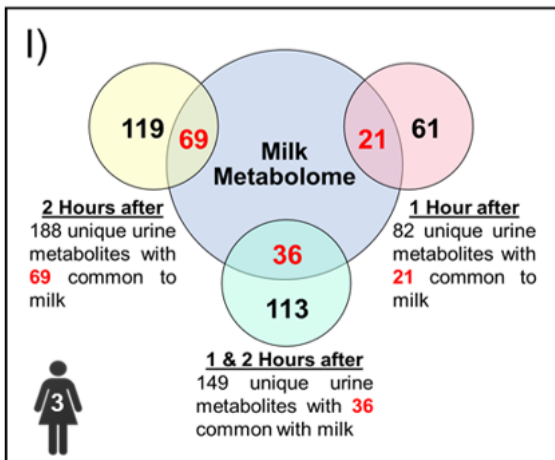 I)
119
69
Milk
Metabolome
21
61
2 Hours after
188 unique urine
metabolites with
69 common to
milk
1 Hour after
82 unique urine
metabolites with
21 common to
milk
36
113
1 & 2 Hours after
149 unique urine
metabolites with 36
common with milk
3